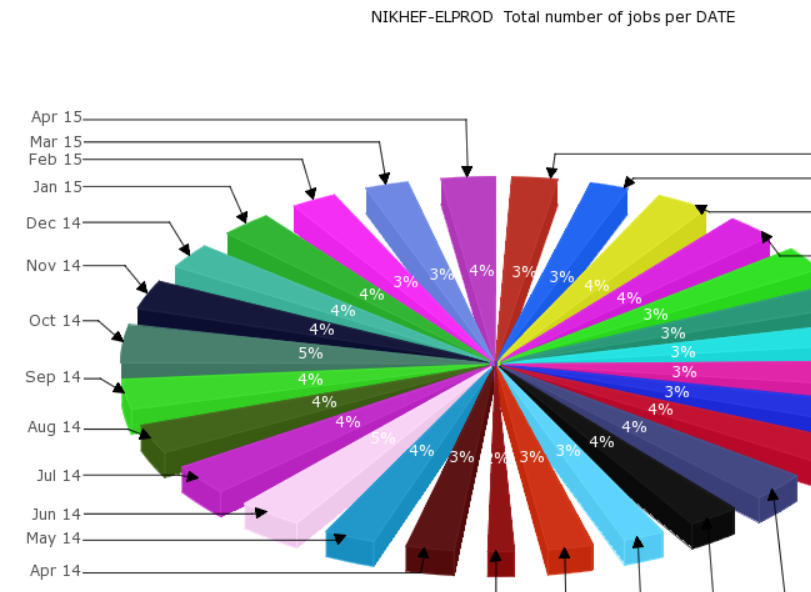 NIKHEF-ELPROD Total number of jobs per DATE
Apr 15
Mar 15
Feb 15
Jan 15
Dec 14
Nov 14
Oct 14
Sep 14
Aug 14
Jul 14
Jun 14
May 14
Apr 14
4%
3%
3%
3%
3%
4%
4%
4%
4%
3%
4%
3%
5%
3%
4%
3%
4%
3%
4%
4%
5%
4%
4%
3%
2%
3%
3%
4%